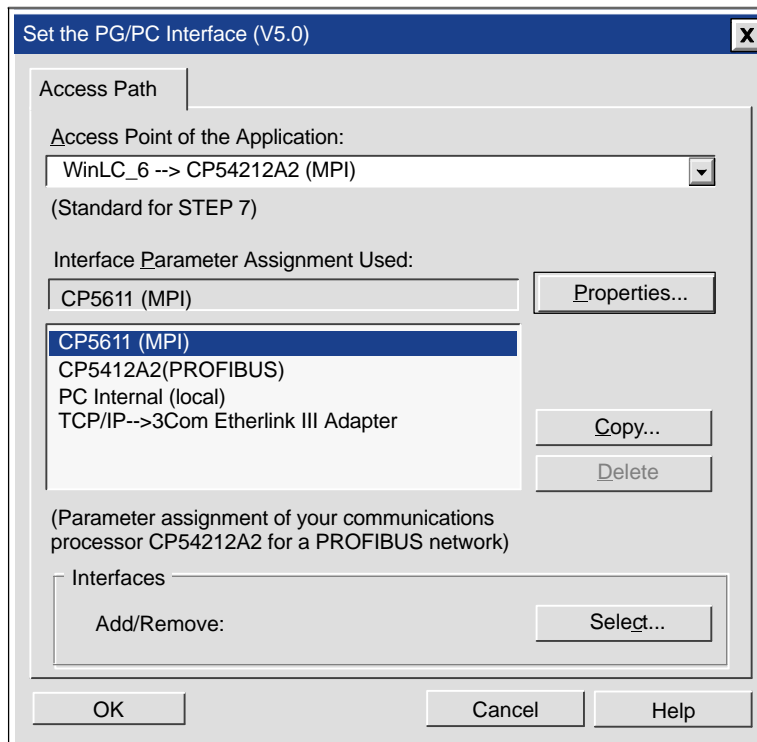 Set the PG/PC Interface (V5.0)
X
Access Path
Access Point of the Application:
WinLC_6 --> CP54212A2 (MPI)
(Standard for STEP 7)
Interface Parameter Assignment Used:
CP5611 (MPI)
Properties...
CP5611 (MPI)
CP5412A2(PROFIBUS)
PC Internal (local)
TCP/IP-->3Com Etherlink III Adapter
Copy...
Delete
(Parameter assignment of your communications
processor CP54212A2 for a PROFIBUS network)
Interfaces
Add/Remove:
Select...
OK
Cancel
Help